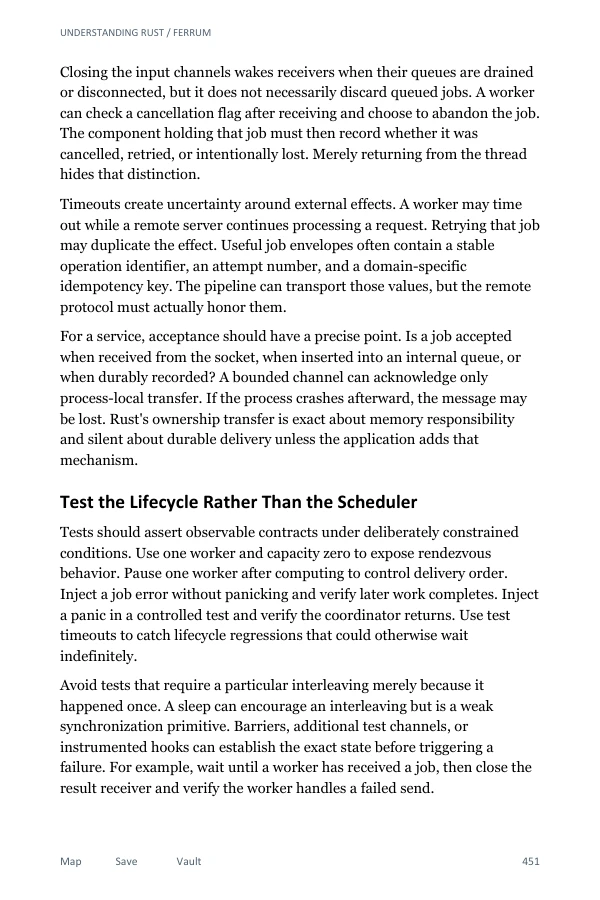 UNDERSTANDING RUST / FERRUM
Closing the input channels wakes receivers when their queues are drained
or disconnected, but it does not necessarily discard queued jobs. A worker
can check a cancellation flag after receiving and choose to abandon the job.
The component holding that job must then record whether it was
cancelled, retried, or intentionally lost. Merely returning from the thread
hides that distinction.
Timeouts create uncertainty around external effects. A worker may time
out while a remote server continues processing a request. Retrying that job
may duplicate the effect. Useful job envelopes often contain a stable
operation identifier, an attempt number, and a domain-specific
idempotency key. The pipeline can transport those values, but the remote
protocol must actually honor them.
For a service, acceptance should have a precise point. Is a job accepted
when received from the socket, when inserted into an internal queue, or
when durably recorded? A bounded channel can acknowledge only
process-local transfer. If the process crashes afterward, the message may
be lost. Rust's ownership transfer is exact about memory responsibility
and silent about durable delivery unless the application adds that
mechanism.
Test the Lifecycle Rather Than the Scheduler
Tests should assert observable contracts under deliberately constrained
conditions. Use one worker and capacity zero to expose rendezvous
behavior. Pause one worker after computing to control delivery order.
Inject a job error without panicking and verify later work completes. Inject
a panic in a controlled test and verify the coordinator returns. Use test
timeouts to catch lifecycle regressions that could otherwise wait
indefinitely.
Avoid tests that require a particular interleaving merely because it
happened once. A sleep can encourage an interleaving but is a weak
synchronization primitive. Barriers, additional test channels, or
instrumented hooks can establish the exact state before triggering a
failure. For example, wait until a worker has received a job, then close the
result receiver and verify the worker handles a failed send.
Map Save Vault 451